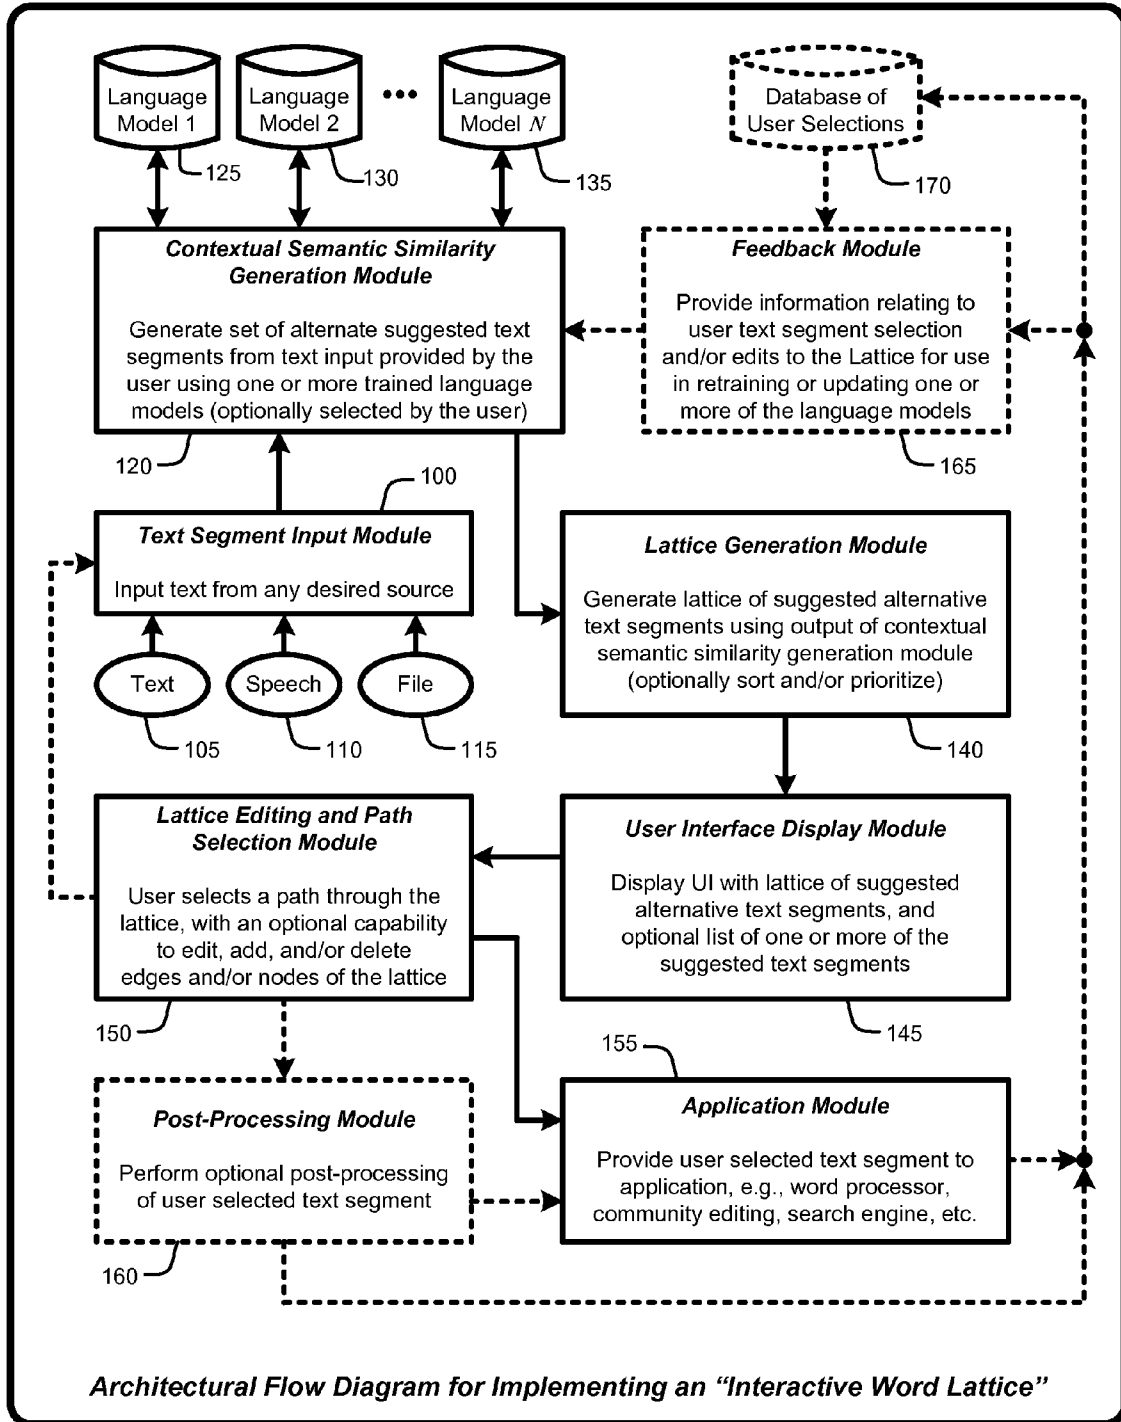 Language
Model 1
Language
Model 2
•••
Language
Model N
Database of
User Selections
125
130
135
170
Contextual Semantic Similarity
Generation Module
Generate set of alternate suggested text
segments from text input provided by the
user using one or more trained language
models (optionally selected by the user)
120
Feedback Module
Provide information relating to
user text segment selection
and/or edits to the Lattice for use
in retraining or updating one or
more of the language models
165
100
Text Segment Input Module
Input text from any desired source
Text
Speech
File
105
110
115
Lattice Generation Module
Generate lattice of suggested alternative
text segments using output of contextual
semantic similarity generation module
(optionally sort and/or prioritize)
140
Lattice Editing and Path
Selection Module
User selects a path through the
lattice, with an optional capability
to edit, add, and/or delete
edges and/or nodes of the lattice
150
User Interface Display Module
Display UI with lattice of suggested
alternative text segments, and
optional list of one or more of the
suggested text segments
145
155
Post-Processing Module
Perform optional post-processing
of user selected text segment
160
Application Module
Provide user selected text segment to
application, e.g., word processor,
community editing, search engine, etc.
Architectural Flow Diagram for Implementing an “Interactive Word Lattice”